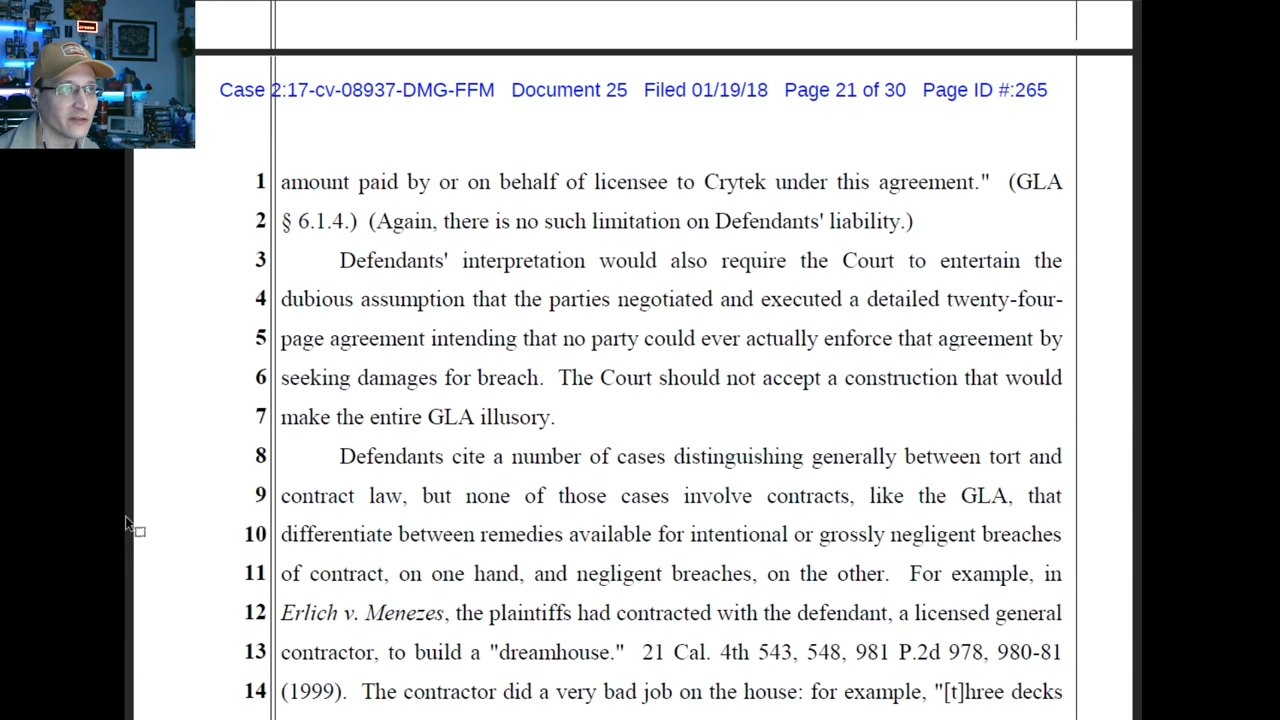 Case 2:17-cv-08937-DMG-FFM Document 25 Filed 01/19/18 Page 21 of 30 Page ID #:265
1 amount paid by or on behalf of licensee to Crytek under this agreement." (GLA
2 § 6.1.4.) (Again, there is no such limitation on Defendants' liability.)
3 Defendants' interpretation would also require the Court to entertain the
4 dubious assumption that the parties negotiated and executed a detailed twenty-four-
5 page agreement intending that no party could ever actually enforce that agreement by
6 seeking damages for breach. The Court should not accept a construction that would
7 make the entire GLA illusory.
8 Defendants cite a number of cases distinguishing generally between tort and
9 contract law, but none of those cases involve contracts, like the GLA, that
10 differentiate between remedies available for intentional or grossly negligent breaches
11 of contract, on one hand, and negligent breaches, on the other. For example, in
12 Erlich v. Menezes, the plaintiffs had contracted with the defendant, a licensed general
13 contractor, to build a "dreamhouse." 21 Cal. 4th 543, 548, 981 P.2d 978, 980-81
14 (1999). The contractor did a very bad job on the house: for example, "[t]hree decks